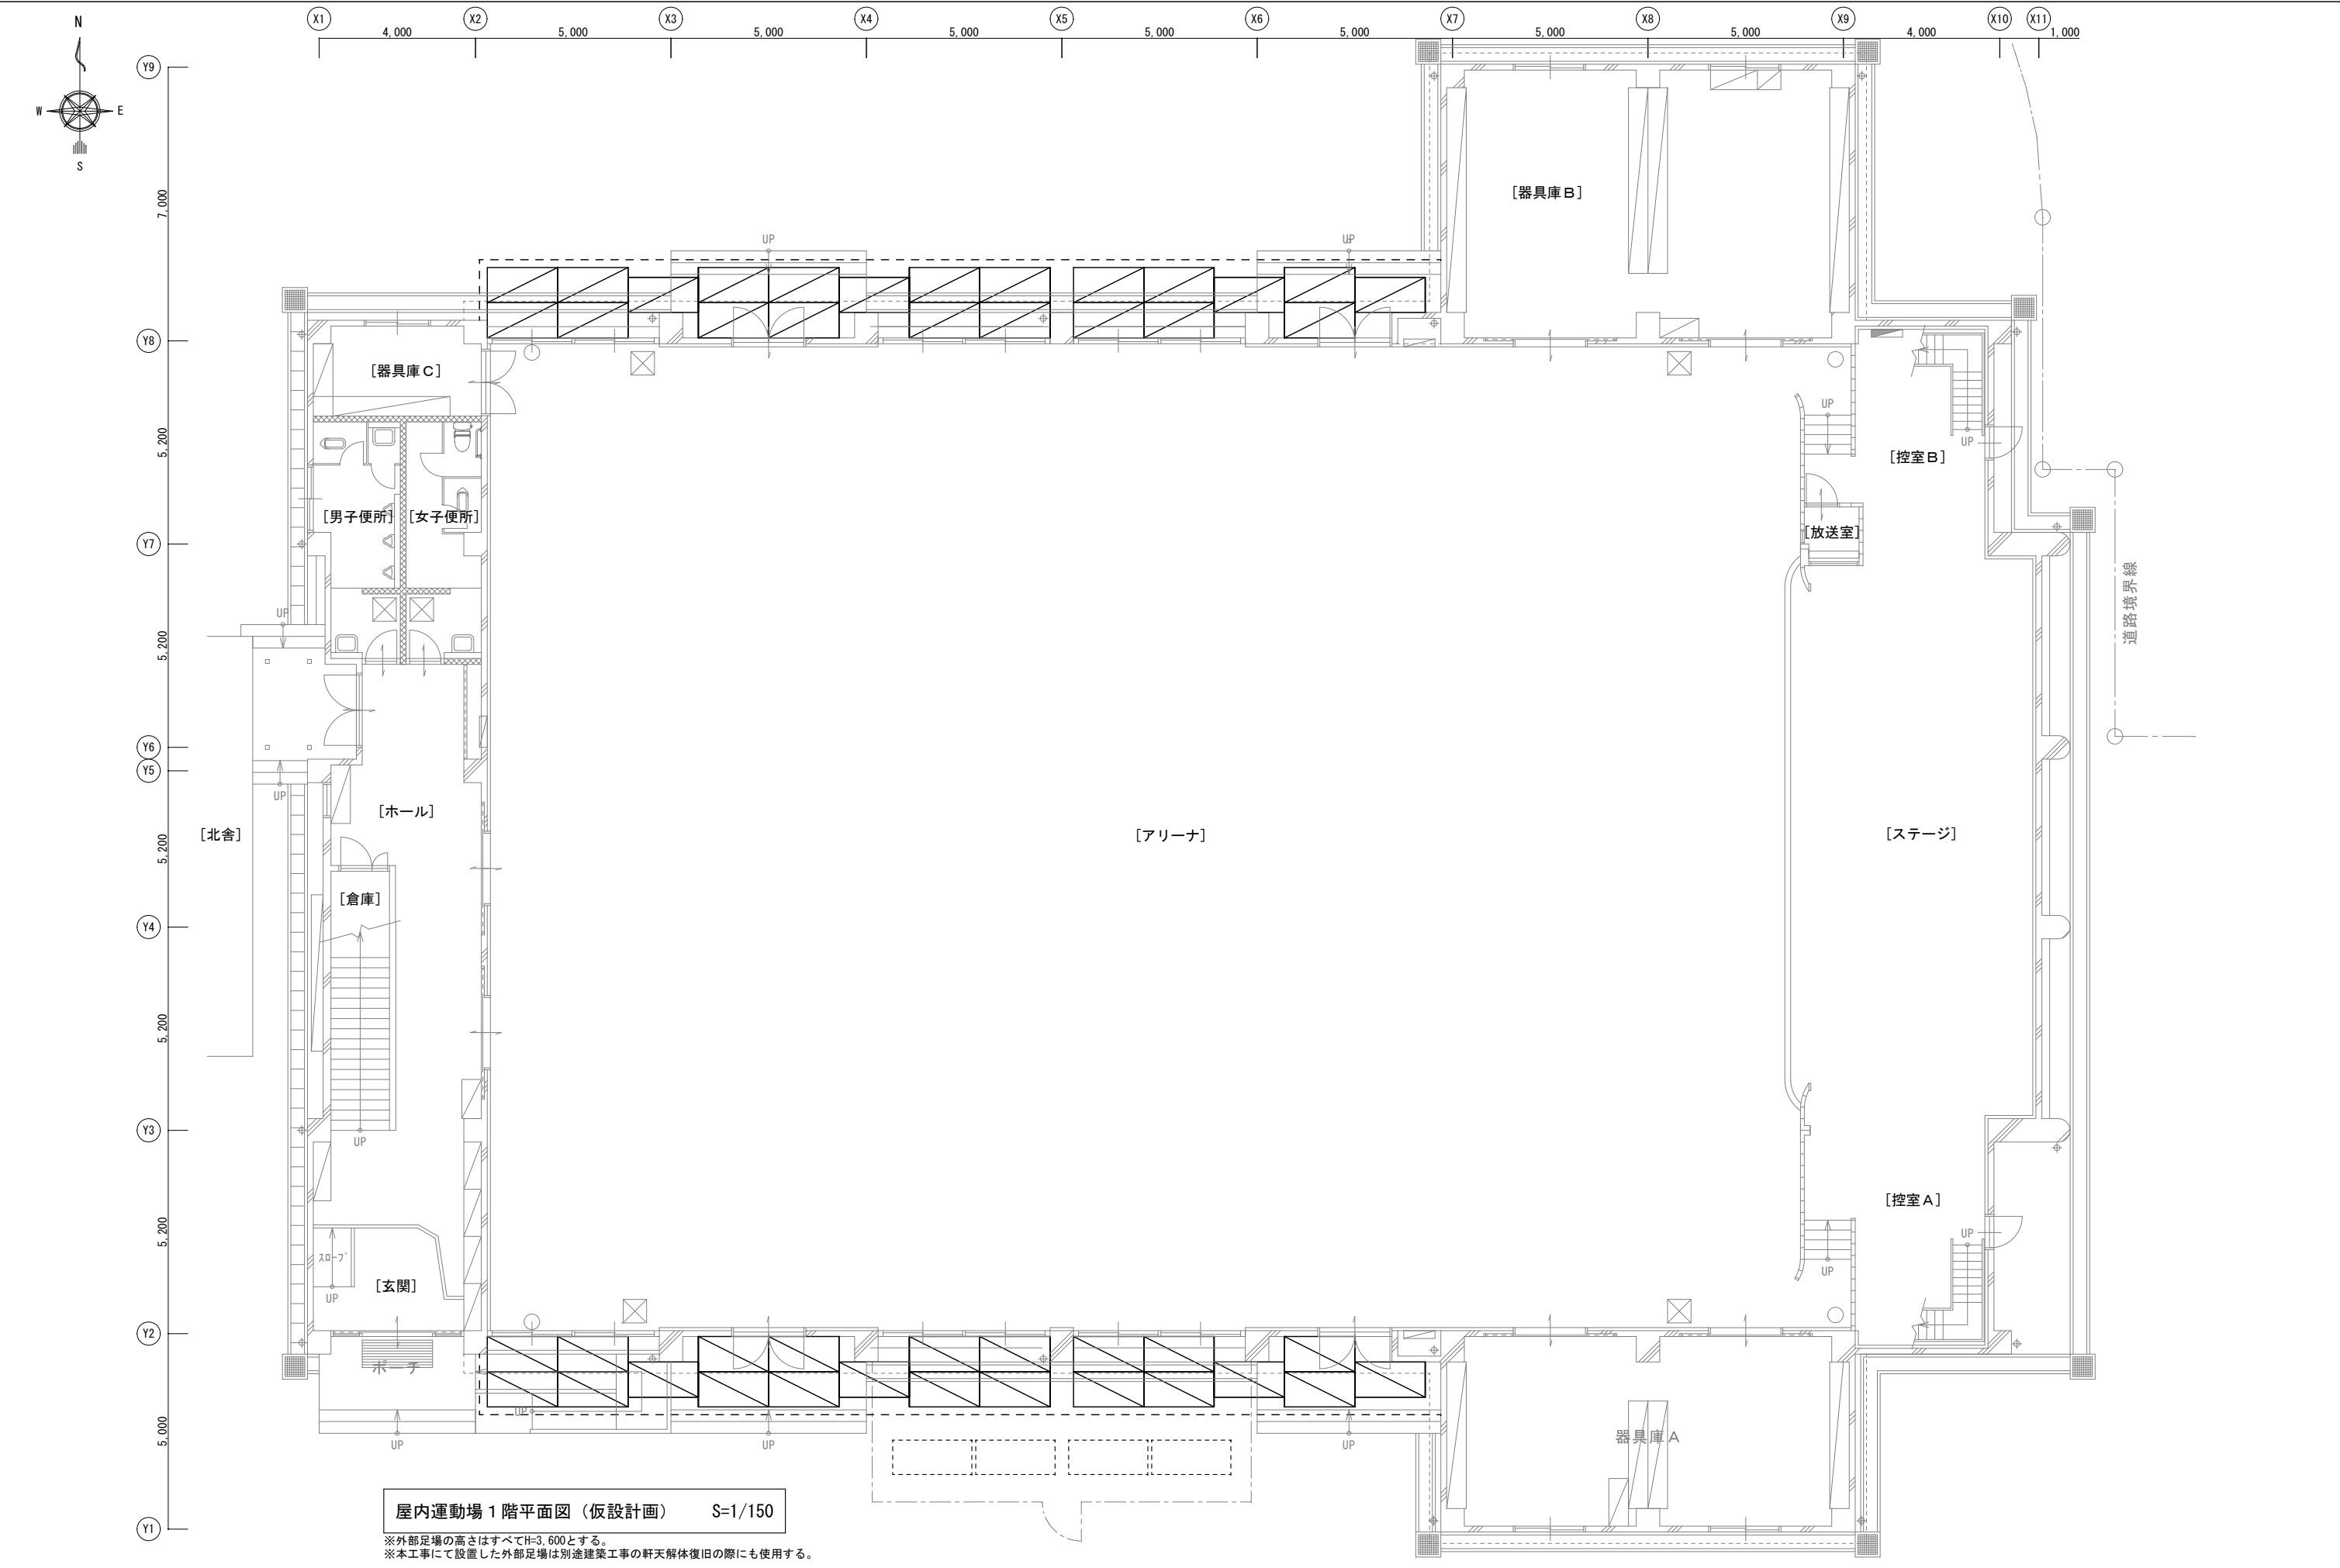 X1 X2 X3 X4 X5 X6 X7 X8 X9 X10 X11
4,000 5,000 5,000 5,000 5,000 5,000 5,000 5,000 4,000 1,000
N
W E
S
Y9
7,000
[器具庫B]
UP UP
Y8
[器具庫C]
5,200
UP
UP
[控室B]
[男子便所] [女子便所]
[放送室]
Y7
道路境界線
UP
5,200
Y6
Y5
UP
[ホール]
[北舎]
[アリーナ]
[ステージ]
5,200
[倉庫]
Y4
5,200
Y3
UP
[控室A]
5,200
UP
スロープ
UP
[玄関]
UP
Y2
ポーチ
UP
5,000
UP UP UP
器具庫A
屋内運動場1階平面図(仮設計画) S=1/150
Y1
※外部足場の高さはすべてH=3,600とする。
※本工事にて設置した外部足場は別途建築工事の軒天解体復旧の際にも使用する。